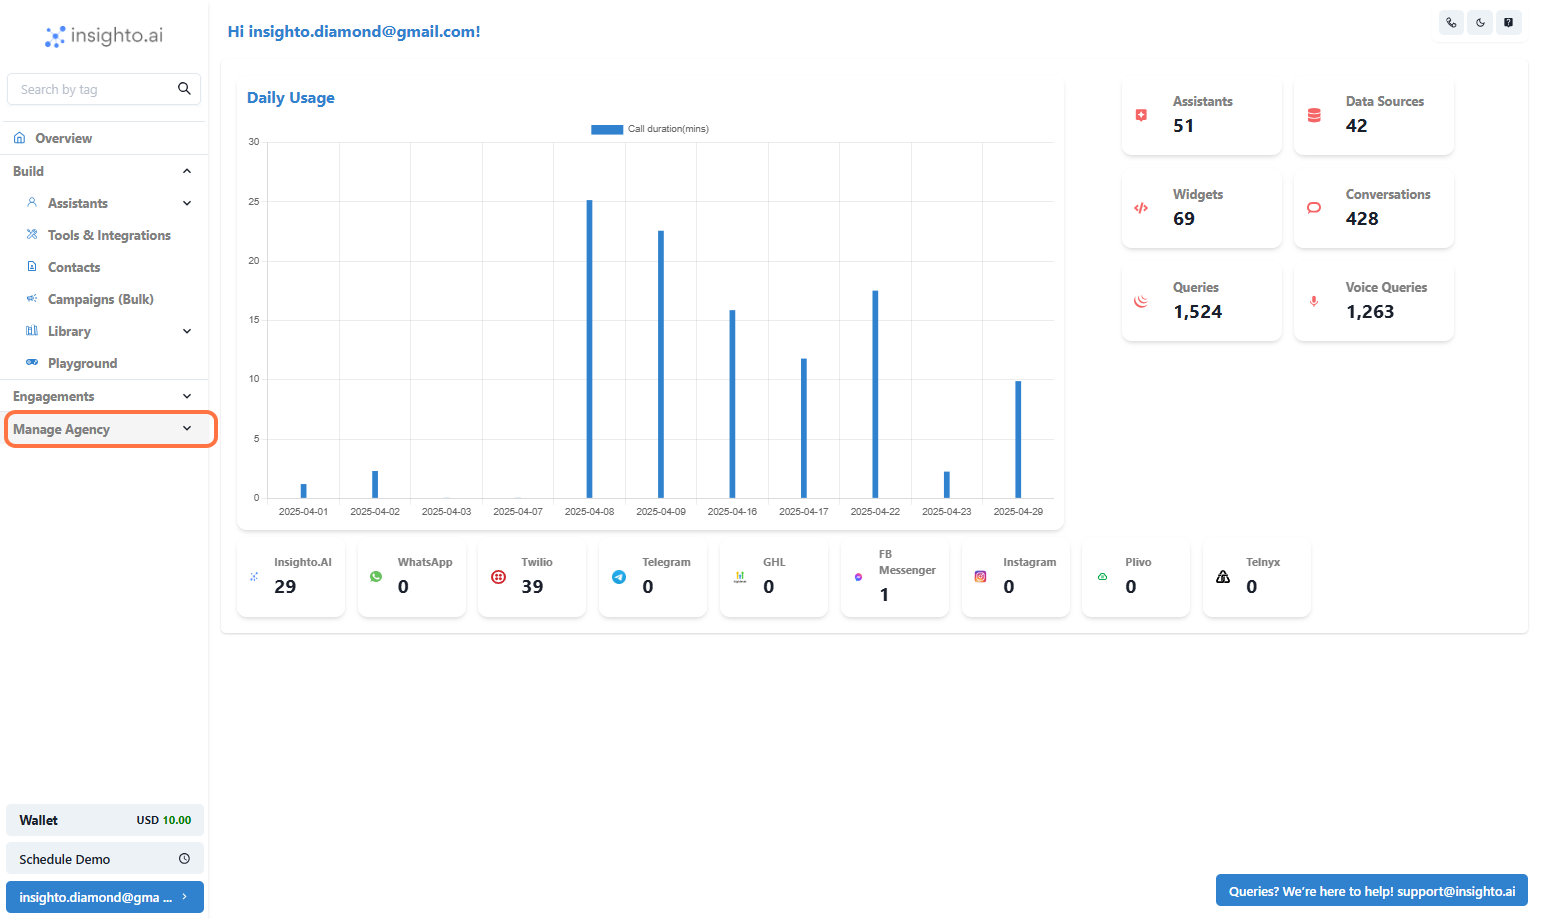 insighto.ai
Search by tag
Overview
Build
Assistants
Tools & Integrations
Contacts
Campaigns (Bulk)
Library
Playground
Engagements
Manage Agency
Wallet USD 10.00
Schedule Demo
insighto.diamond@gma ...
Hi insighto.diamond@gmail.com!
Daily Usage
Call duration(mins)
30
25
20
15
10
5
0
2025-04-01 2025-04-02 2025-04-03 2025-04-07 2025-04-08 2025-04-09 2025-04-16 2025-04-17 2025-04-22 2025-04-23 2025-04-29
Assistants
51
Data Sources
42
Widgets
69
Conversations
428
Queries
1,524
Voice Queries
1,263
Insighto.AI
29
WhatsApp
0
Twilio
39
Telegram
0
GHL
0
FB
Messenger
1
Instagram
0
Plivo
0
Telnyx
0
Queries? We're here to help! support@insighto.ai